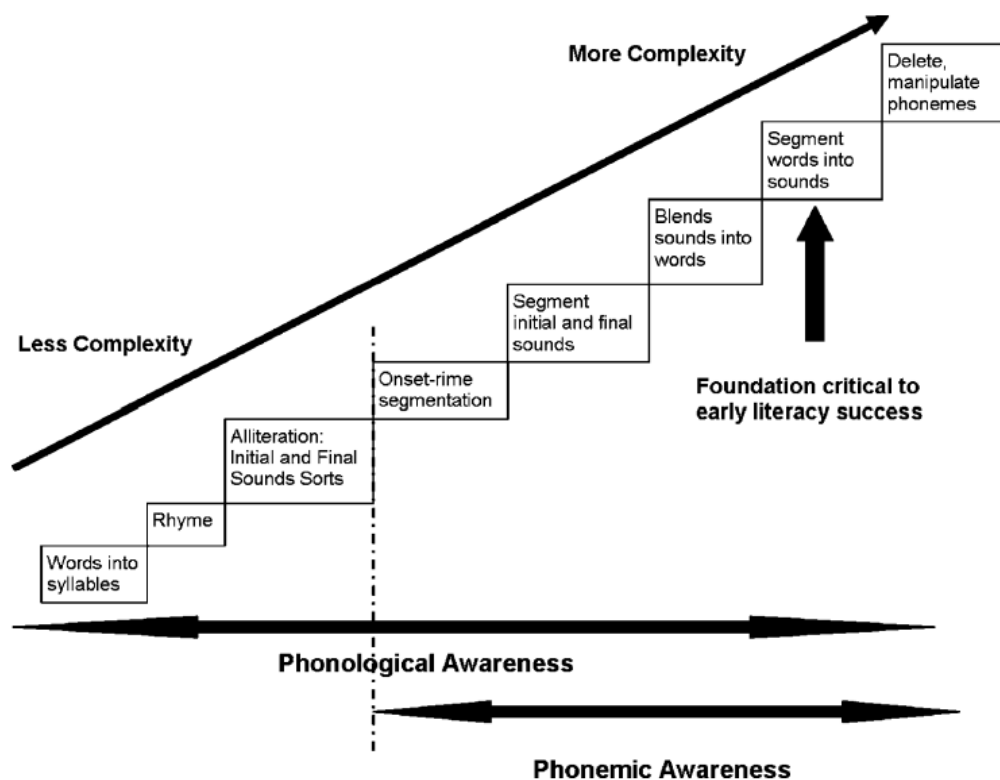 More Complexity
Delete,
manipulate
phonemes
Segment
words into
sounds
Blends
sounds into
words
Segment
initial and final
sounds
Less Complexity
Onset-rime
segmentation
Foundation critical to
early literacy success
Alliteration:
Initial and Final
Sounds Sorts
Rhyme
Words into
syllables
Phonological Awareness
Phonemic Awareness